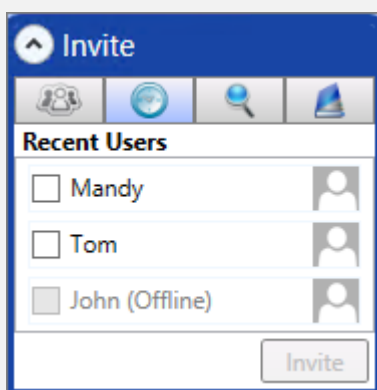 Invite
Recent Users
Mandy
Tom
John (Offline)
Invite